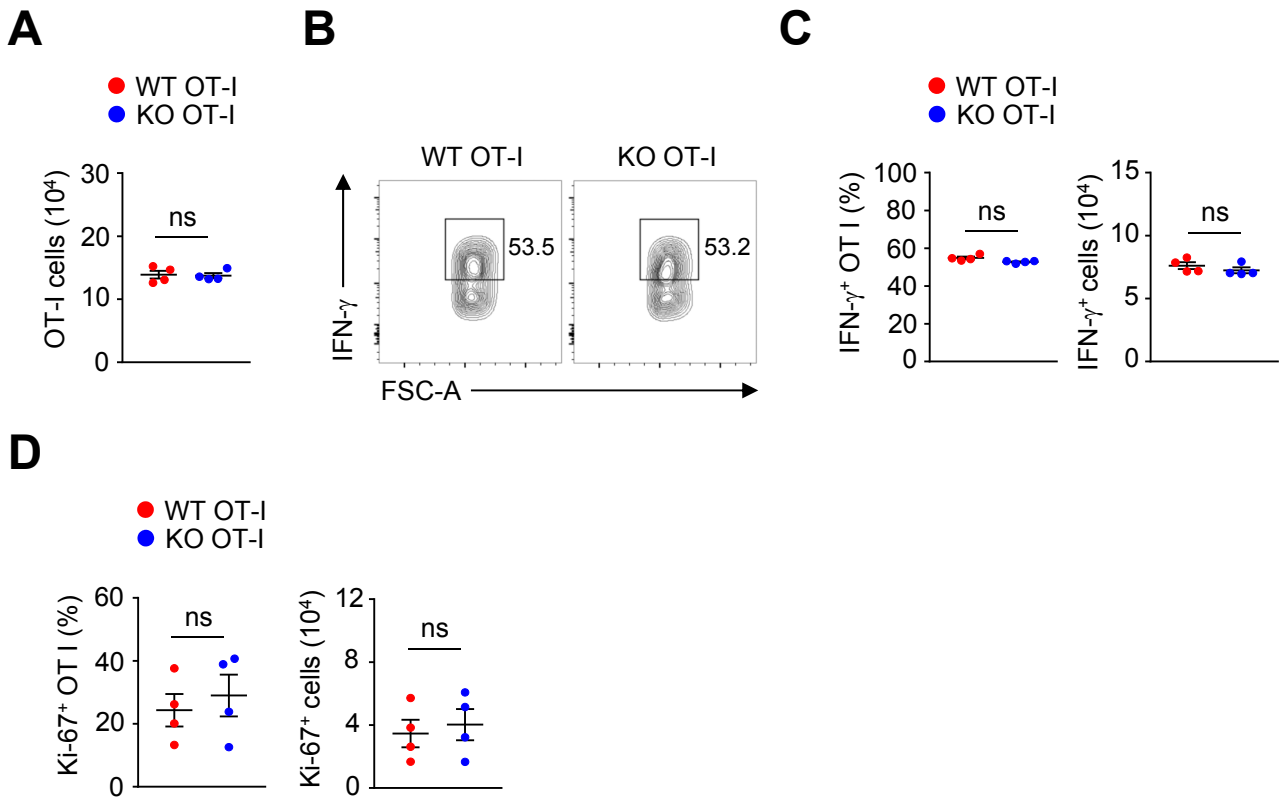 A
WT OT-I
KO OT-I
OT-I cells (10⁴)
30
20
10
0
ns
B
WT OT-I
KO OT-I
53.5
53.2
IFN-γ
FSC-A
C
WT OT-I
KO OT-I
IFN-γ⁺ OT I (%)
100
80
60
40
20
0
ns
IFN-γ⁺ cells (10⁴)
15
10
5
0
ns
D
WT OT-I
KO OT-I
Ki-67⁺ OT I (%)
60
40
20
0
ns
Ki-67⁺ cells (10⁴)
12
8
4
0
ns